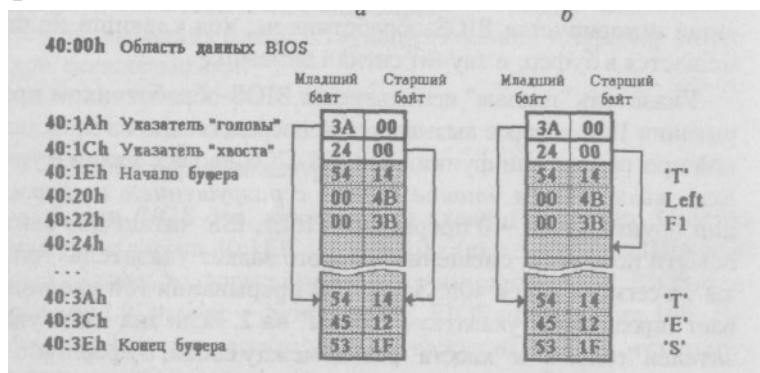 а б
40:00h Область данных BIOS
Младший байт Старший байт Младший байт Старший байт
40:1Ah Указатель "головы" 3A 00 3A 00
40:1Ch Указатель "хвоста" 24 00 24 00
40:1Eh Начало буфера 54 14 54 14 'T'
40:20h 00 4B 00 4B Left
40:22h 00 3B 00 3B F1
40:24h
....
40:3Ah 54 14 54 14 'T'
40:3Ch 45 12 45 12 'E'
40:3Eh Конец буфера 53 1F 53 1F 'S'